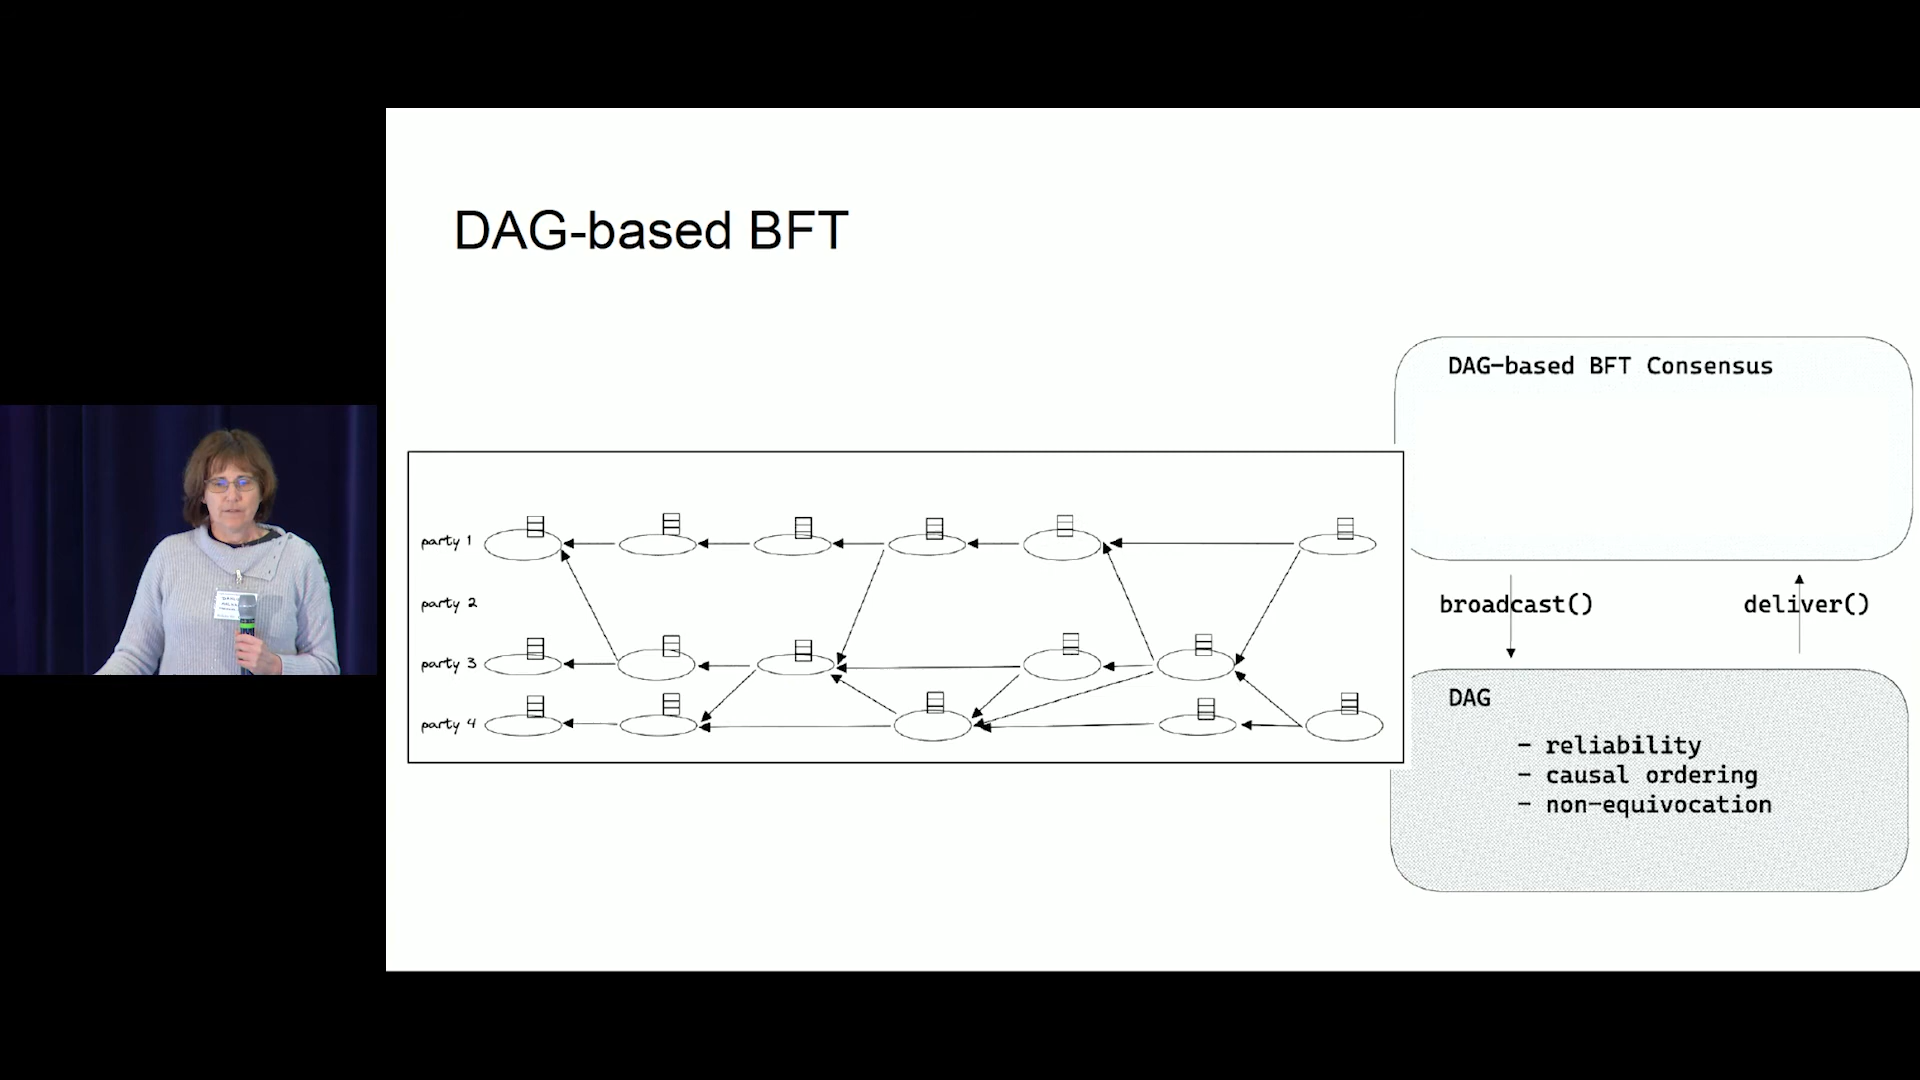 DAG-based BFT
DAG-based BFT Consensus
party 1
party 2
party 3
party 4
broadcast()
deliver()
DAG
- reliability
- causal ordering
- non-equivocation